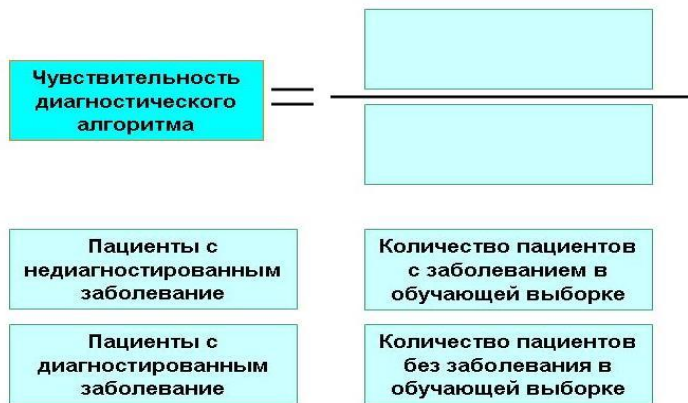 Чувствительность
диагностического
алгоритма
Пациенты с
недиагностированным
заболевание
Количество пациентов
с заболеванием в
обучающей выборке
Пациенты с
диагностированным
заболевание
Количество пациентов
без заболевания в
обучающей выборке